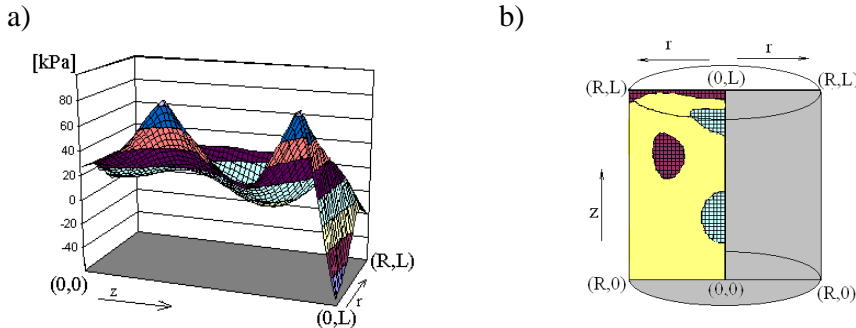 a)
[kPa]
80
60
40
20
0
-20
-40
(0,0)
z
(0,L)
r
(R,L)
b)
r r
(R,L) (0,L) (R,L)
z
(R,0) (0,0) (R,0)